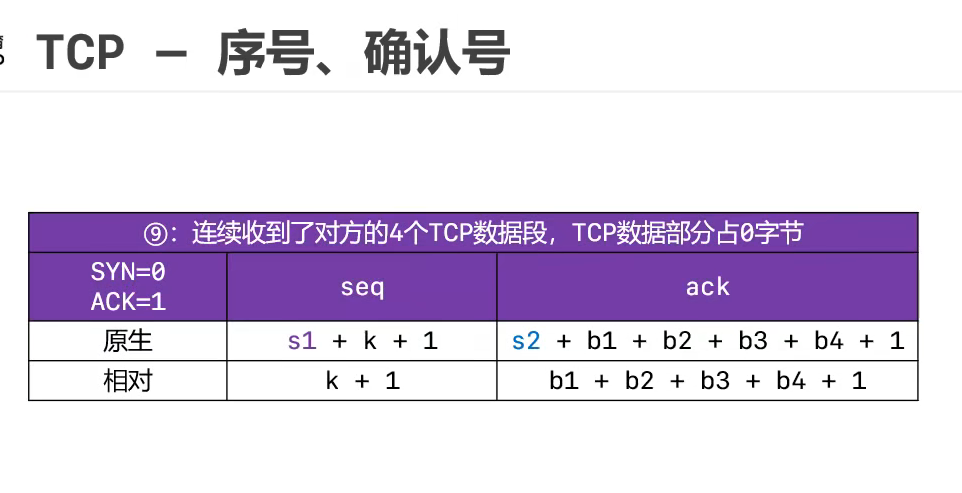 TCP – 序号、确认号
⑨：连续收到了对方的4个TCP数据段，TCP数据部分占0字节
SYN=0
ACK=1
seq
ack
原生
s1 + k + 1
s2 + b1 + b2 + b3 + b4 + 1
相对
k + 1
b1 + b2 + b3 + b4 + 1